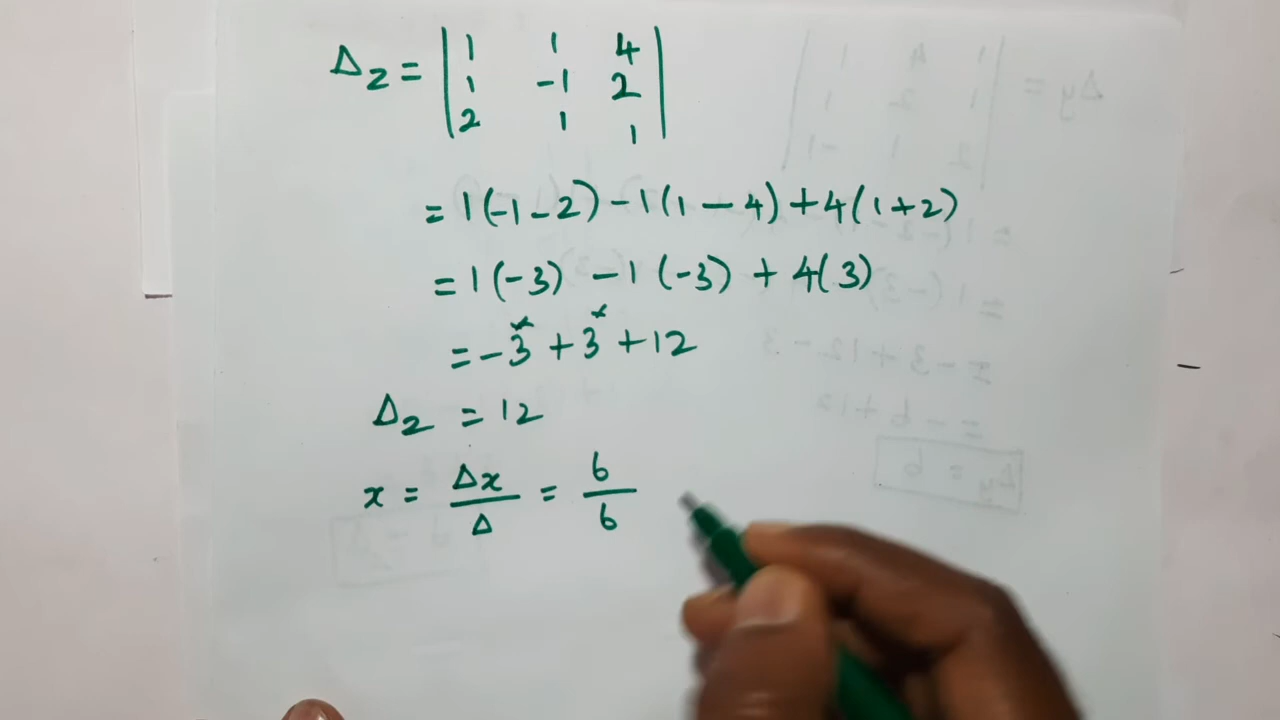 Δz = | 1 1 4 |
| 1 -1 2 |
| 2 1 1 |
= 1(-1-2) -1(1-4) +4(1+2)
= 1(-3) -1(-3) + 4(3)
= -3 +3 +12
Δz = 12
x = Δx/Δ = 6/6